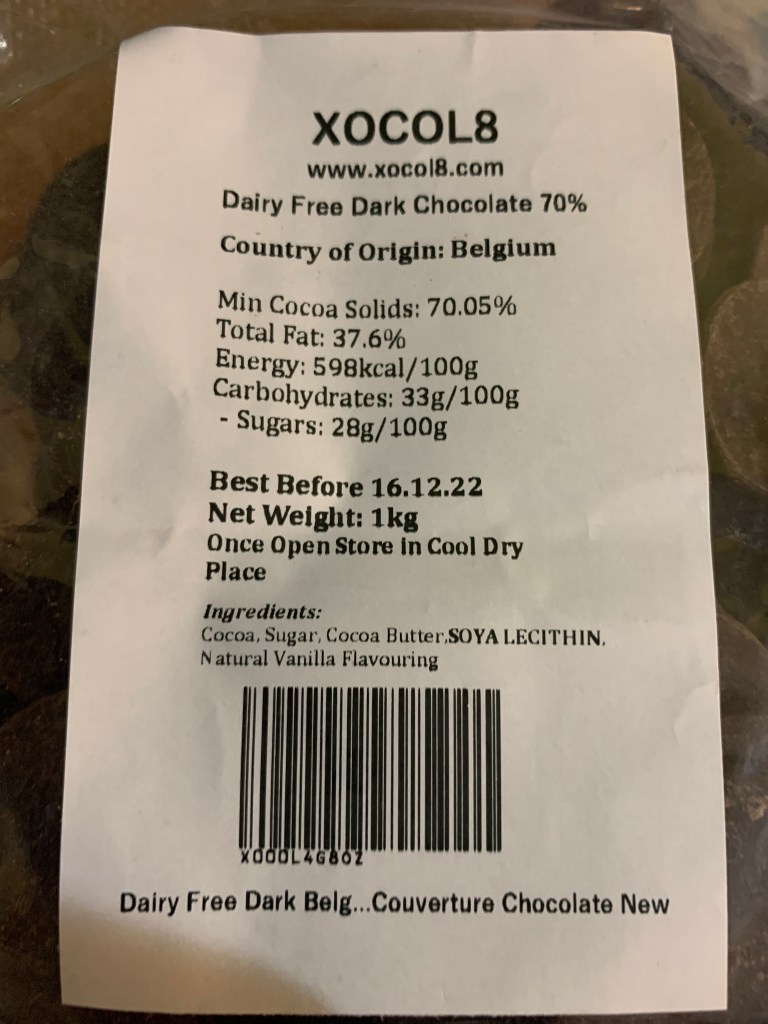 XOCOL8
www.xocol8.com
Dairy Free Dark Chocolate 70%
Country of Origin: Belgium
Min Cocoa Solids: 70.05%
Total Fat: 37.6%
Energy: 598kcal/100g
Carbohydrates: 33g/100g
- Sugars: 28g/100g
Best Before 16.12.22
Net Weight: 1kg
Once Open Store in Cool Dry
Place
Ingredients:
Cocoa, Sugar, Cocoa Butter,SOYA LECITHIN,
Natural Vanilla Flavouring
X000L4G8OZ
Dairy Free Dark Belg...Couverture Chocolate New